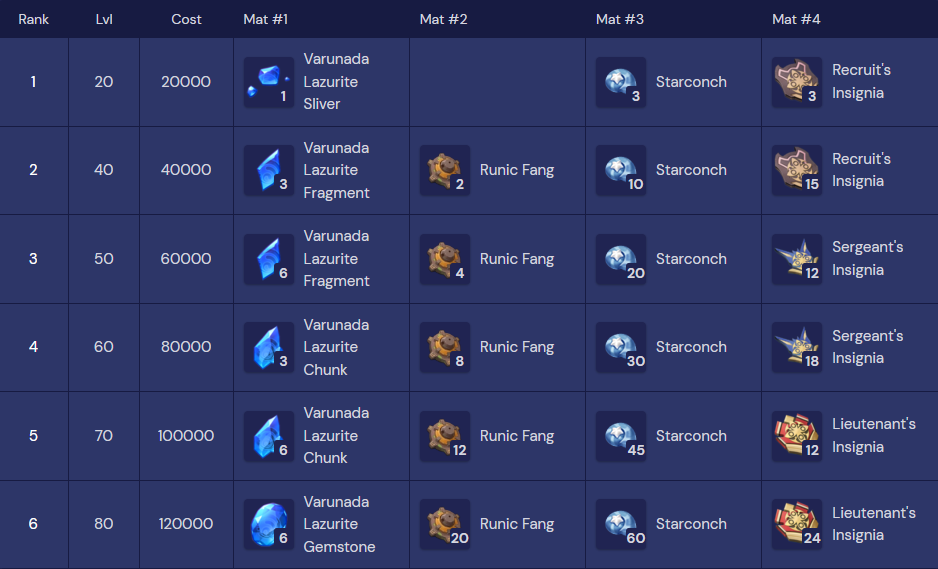 Rank Lvl Cost Mat #1 Mat #2 Mat #3 Mat #4
1 20 20000 1 Varunada Lazurite Sliver 3 Starconch 3 Recruit's Insignia
2 40 40000 3 Varunada Lazurite Fragment 2 Runic Fang 10 Starconch 15 Recruit's Insignia
3 50 60000 6 Varunada Lazurite Fragment 4 Runic Fang 20 Starconch 12 Sergeant's Insignia
4 60 80000 3 Varunada Lazurite Chunk 8 Runic Fang 30 Starconch 18 Sergeant's Insignia
5 70 100000 6 Varunada Lazurite Chunk 12 Runic Fang 45 Starconch 12 Lieutenant's Insignia
6 80 120000 6 Varunada Lazurite Gemstone 20 Runic Fang 60 Starconch 24 Lieutenant's Insignia